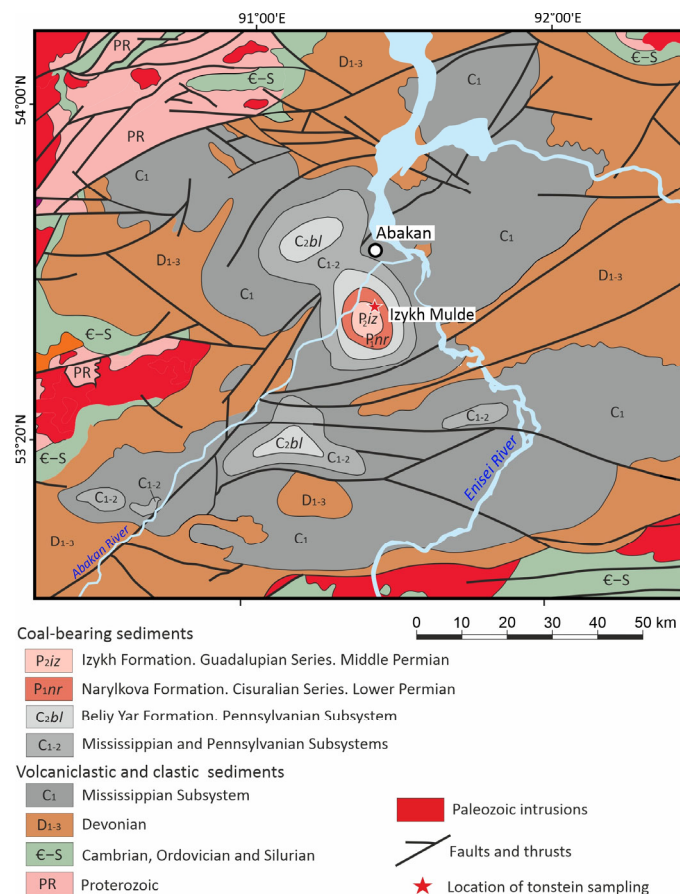 91°00'E
92°00'E
54°00'N
53°20'N
PR
Є–S
D1-3
C1
Є–S
D1-3
PR
C1
Abakan
C2bl
C1-2
C1
D1-3
C1
D1-3
Izykh Mulde
P2iz
P1nr
Є–S
PR
C1-2
C1
C2bl
C1-2
Є–S
C1-2
C1-2
D1-3
Enisei River
D1-3
Abakan River
C1
Є–S
0 10 20 30 40 50 km
Coal-bearing sediments
P2iz Izykh Formation. Guadalupian Series. Middle Permian
P1nr Narylkova Formation. Cisuralian Series. Lower Permian
C2bl Beliy Yar Formation. Pennsylvanian Subsystem
C1-2 Mississippian and Pennsylvanian Subsystems
Volcaniclastic and clastic sediments
C1 Mississippian Subsystem
D1-3 Devonian
Є–S Cambrian, Ordovician and Silurian
PR Proterozoic
Paleozoic intrusions
Faults and thrusts
Location of tonstein sampling